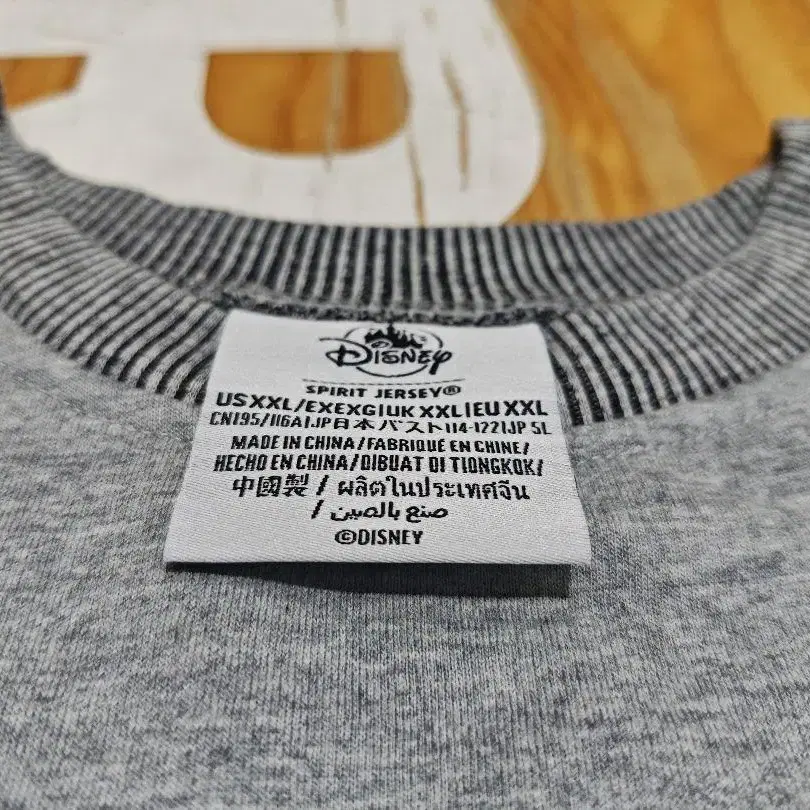 DISNEY
SPIRIT JERSEY®
US XXL/EXEXG|UK XXL|EU XXL
CN195/116A|JP日本 バスト114-122|JP 5L
MADE IN CHINA/FABRIQUÉ EN CHINE/
HECHO EN CHINA/DIBUAT DI TIONGKOK/
中國製 / ผลิตในประเทศจีน
/ صنع بالصين
©DISNEY